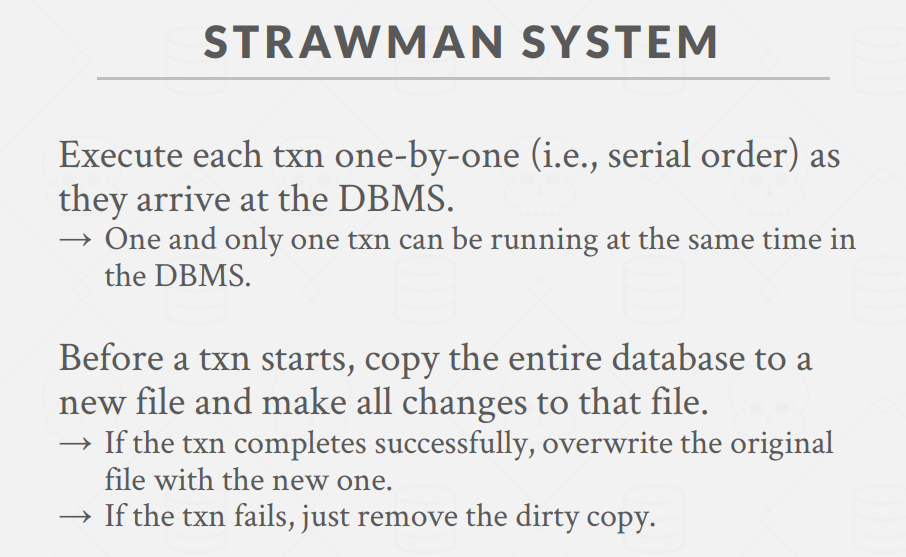 STRAWMAN SYSTEM
Execute each txn one-by-one (i.e., serial order) as
they arrive at the DBMS.
→ One and only one txn can be running at the same time in
the DBMS.
Before a txn starts, copy the entire database to a
new file and make all changes to that file.
→ If the txn completes successfully, overwrite the original
file with the new one.
→ If the txn fails, just remove the dirty copy.